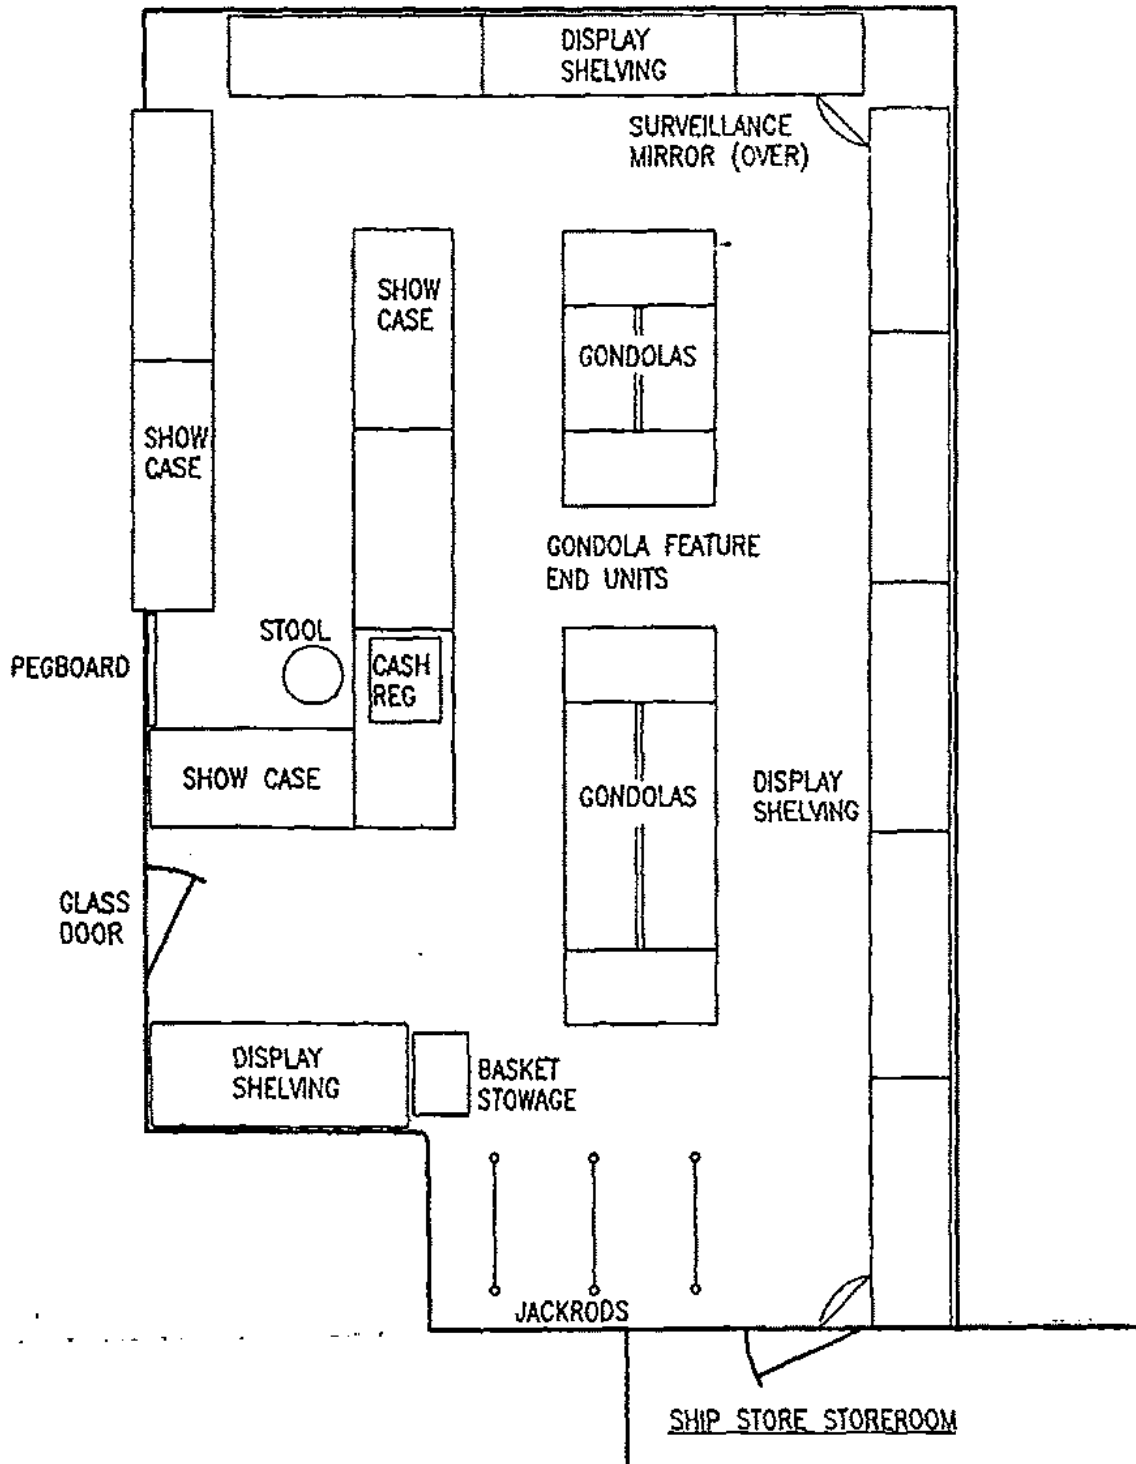 DISPLAY
SHELVING
SURVEILLANCE
MIRROR (OVER)
SHOW
CASE
GONDOLAS
SHOW
CASE
GONDOLA FEATURE
END UNITS
STOOL
PEGBOARD
CASH
REG
SHOW CASE
GONDOLAS
DISPLAY
SHELVING
GLASS
DOOR
DISPLAY
SHELVING
BASKET
STOWAGE
JACKRODS
SHIP STORE STOREROOM